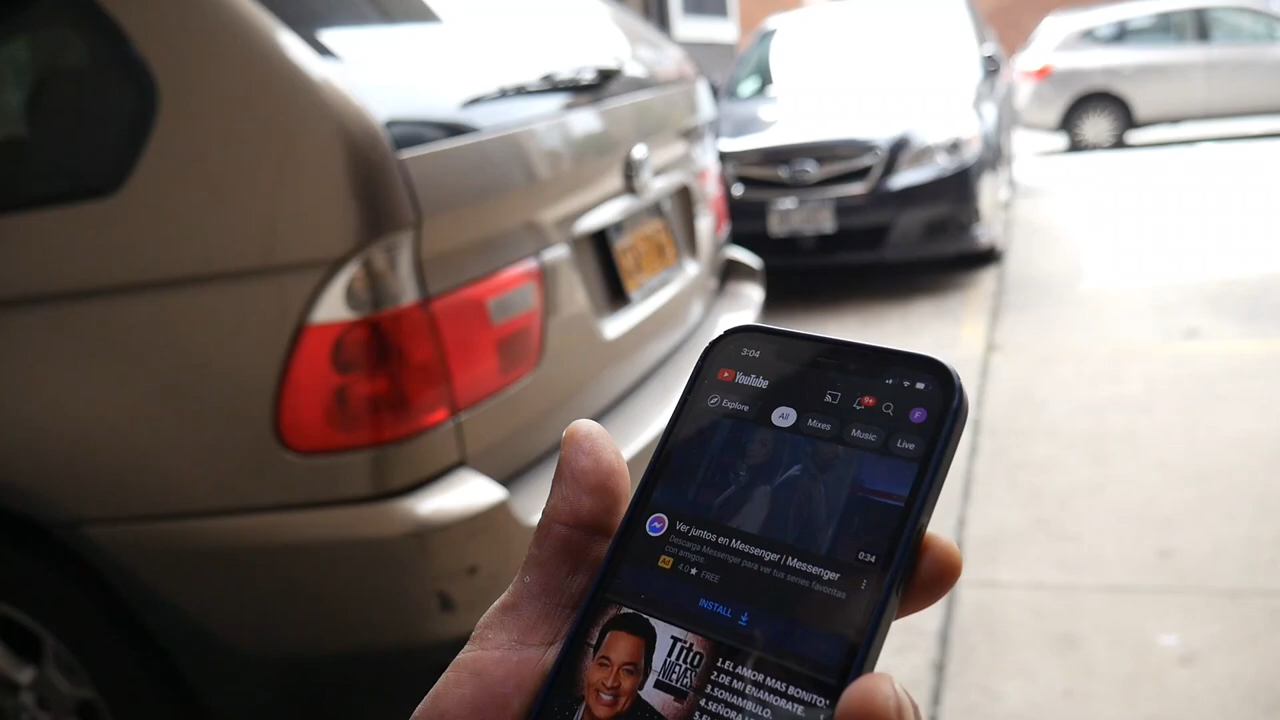 3:04
YouTube
9+
F
Explore
All
Mixes
Music
Live
0:34
Ver juntos en Messenger | Messenger
Descarga Messenger para ver tus series favoritas
con amigos.
Ad 4.0★ FREE
INSTALL
Tito
NIEVES
1.EL AMOR MAS BONITO.
2.DE MI ENAMORATE.
3.SONAMBULO.